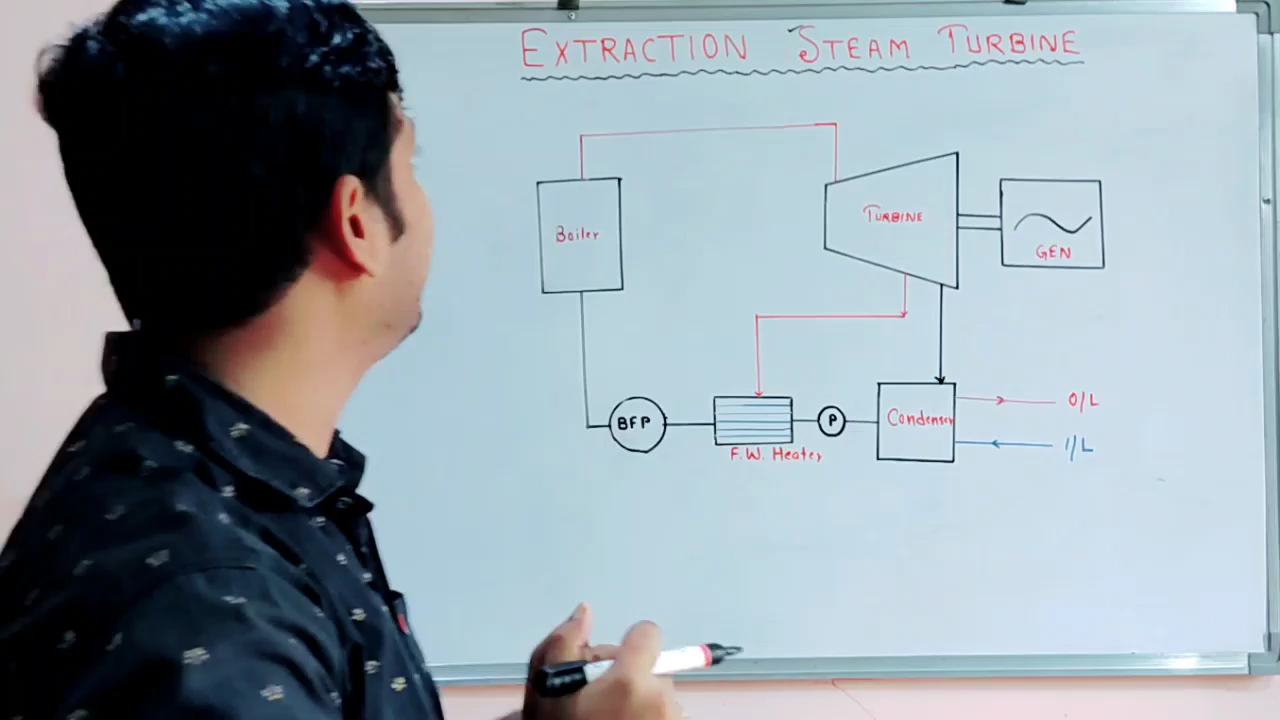 EXTRACTION STEAM TURBINE
TURBINE
Boiler
GEN
O/L
BFP
P
Condenser
I/L
F.W. Heater